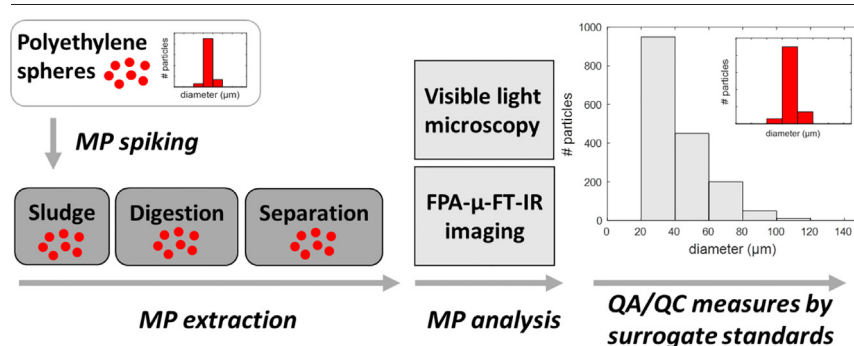 Polyethylene
spheres
# particles
diameter (μm)
MP spiking
Sludge
Digestion
Separation
MP extraction
Visible light
microscopy
FPA-μ-FT-IR
imaging
MP analysis
# particles
1000
800
600
400
200
0
0
20
40
60
80
100
120
140
diameter (μm)
# particles
diameter (μm)
QA/QC measures by
surrogate standards